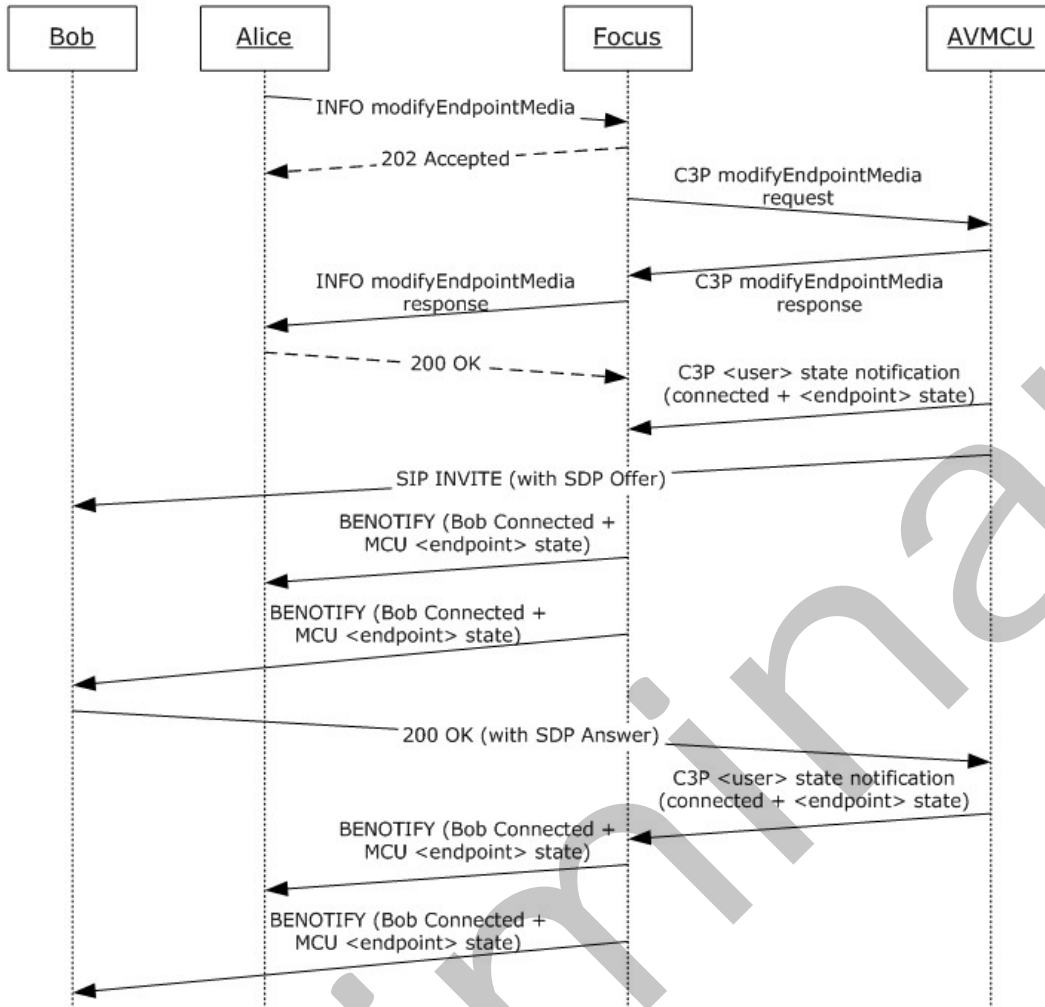 Bob
Alice
Focus
AVMCU
INFO modifyEndpointMedia
202 Accepted
C3P modifyEndpointMedia
request
INFO modifyEndpointMedia
response
C3P modifyEndpointMedia
response
200 OK
C3P <user> state notification
(connected + <endpoint> state)
SIP INVITE (with SDP Offer)
BENOTIFY (Bob Connected +
MCU <endpoint> state)
BENOTIFY (Bob Connected +
MCU <endpoint> state)
200 OK (with SDP Answer)
C3P <user> state notification
(connected + <endpoint> state)
BENOTIFY (Bob Connected +
MCU <endpoint> state)
BENOTIFY (Bob Connected +
MCU <endpoint> state)